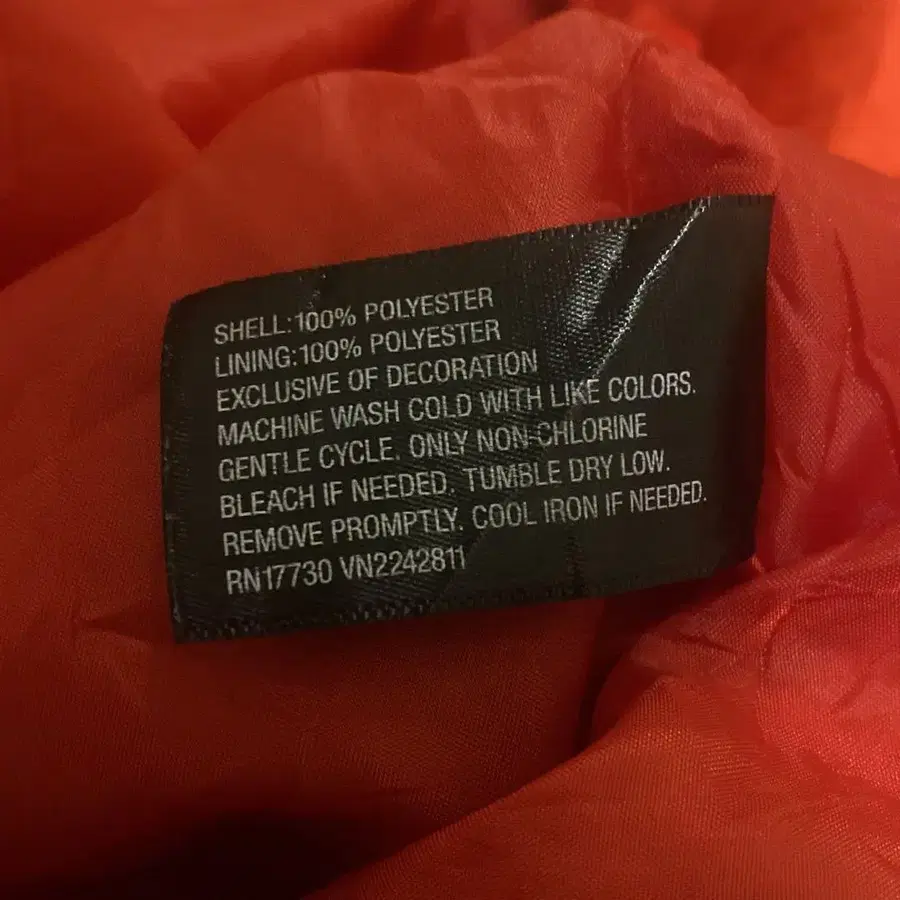 SHELL:100% POLYESTER
LINING:100% POLYESTER
EXCLUSIVE OF DECORATION
MACHINE WASH COLD WITH LIKE COLORS.
GENTLE CYCLE. ONLY NON-CHLORINE
BLEACH IF NEEDED. TUMBLE DRY LOW.
REMOVE PROMPTLY. COOL IRON IF NEEDED.
RN17730 VN2242811